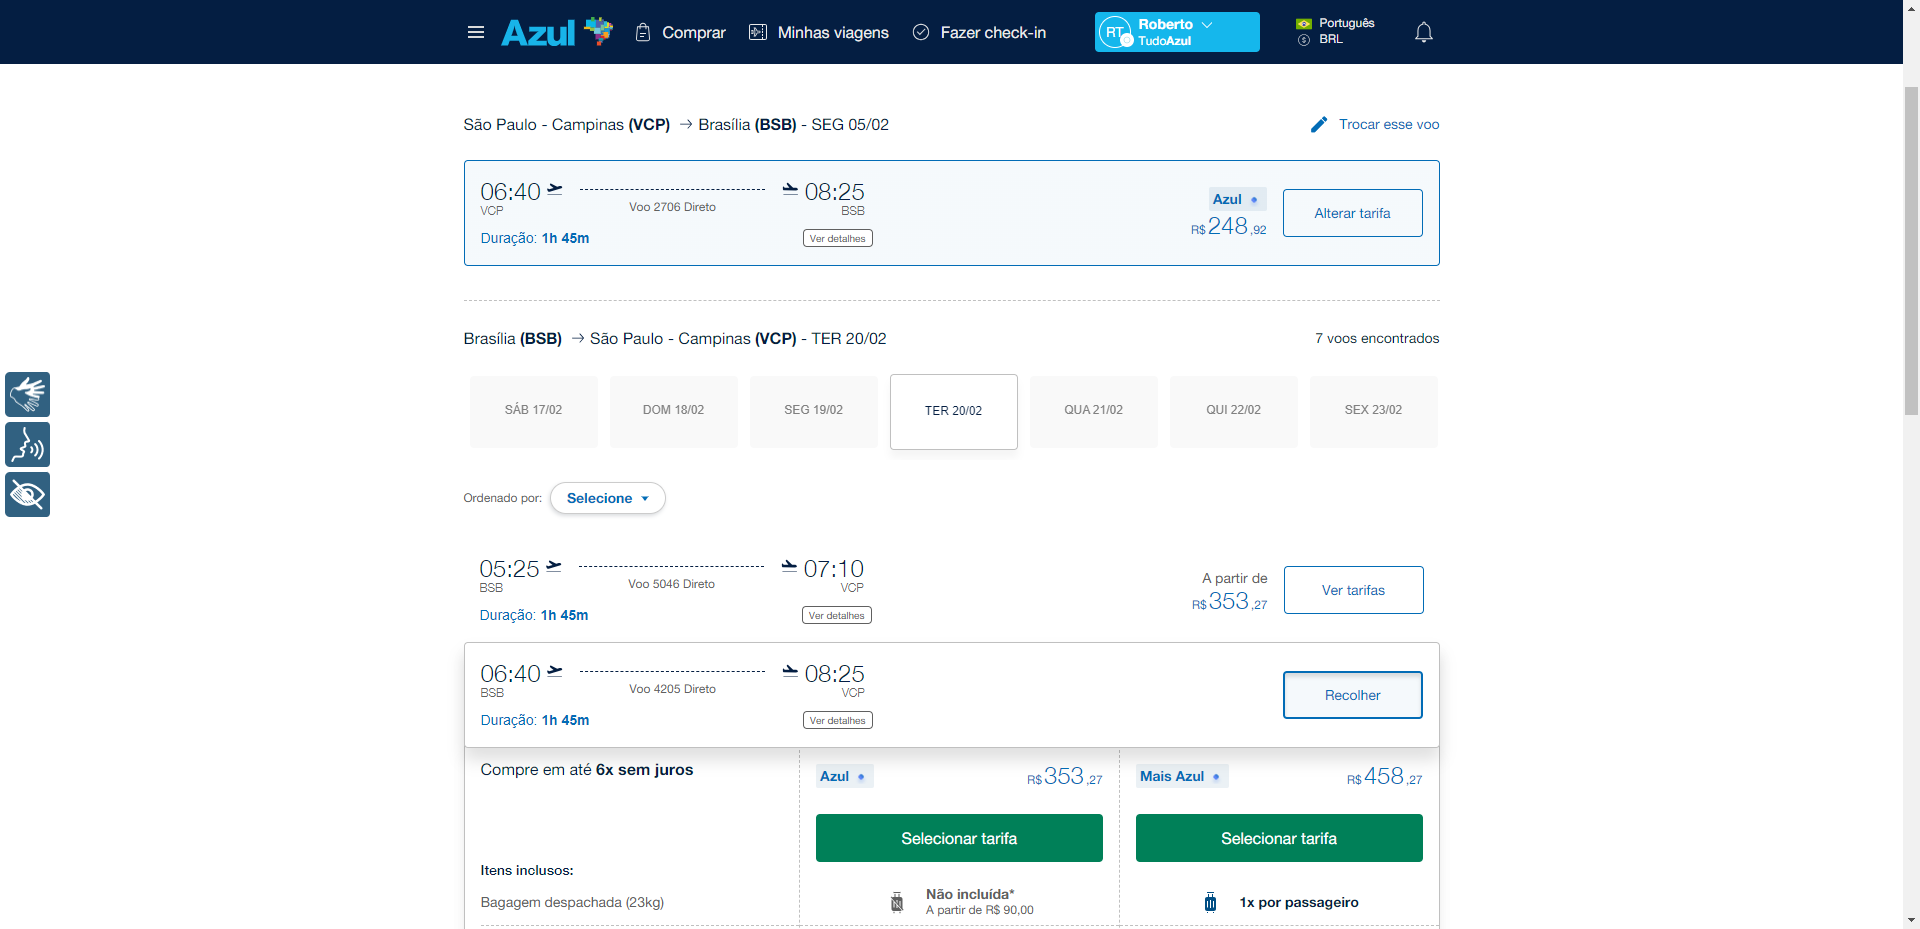 Azul
Comprar
Minhas viagens
Fazer check-in
RT
Roberto
TudoAzul
Português
BRL
São Paulo - Campinas (VCP) → Brasília (BSB) - SEG 05/02
Trocar esse voo
06:40
VCP
Voo 2706 Direto
08:25
BSB
Duração: 1h 45m
Ver detalhes
Azul
R$ 248,92
Alterar tarifa
Brasília (BSB) → São Paulo - Campinas (VCP) - TER 20/02
7 voos encontrados
SÁB 17/02
DOM 18/02
SEG 19/02
TER 20/02
QUA 21/02
QUI 22/02
SEX 23/02
Ordenado por:
Selecione
05:25
BSB
Voo 5046 Direto
07:10
VCP
Duração: 1h 45m
Ver detalhes
A partir de
R$ 353,27
Ver tarifas
06:40
BSB
Voo 4205 Direto
08:25
VCP
Duração: 1h 45m
Ver detalhes
Recolher
Compre em até 6x sem juros
Azul
R$ 353,27
Mais Azul
R$ 458,27
Selecionar tarifa
Selecionar tarifa
Itens inclusos:
Bagagem despachada (23kg)
Não incluída*
A partir de R$ 90,00
1x por passageiro